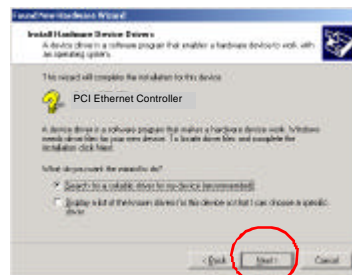 Found New Hardware Wizard
Install Hardware Device Drivers
A device driver is a software program that enables a hardware device to work with
an operating system.
This wizard will complete the installation for this device:
PCI Ethernet Controller
A device driver is a software program that makes a hardware device work. Windows
needs driver files for your new device. To locate driver files and complete the
installation click Next.
What do you want the wizard to do?
Search for a suitable driver for my device (recommended)
Display a list of the known drivers for this device so that I can choose a specific
driver
< Back
Next >
Cancel